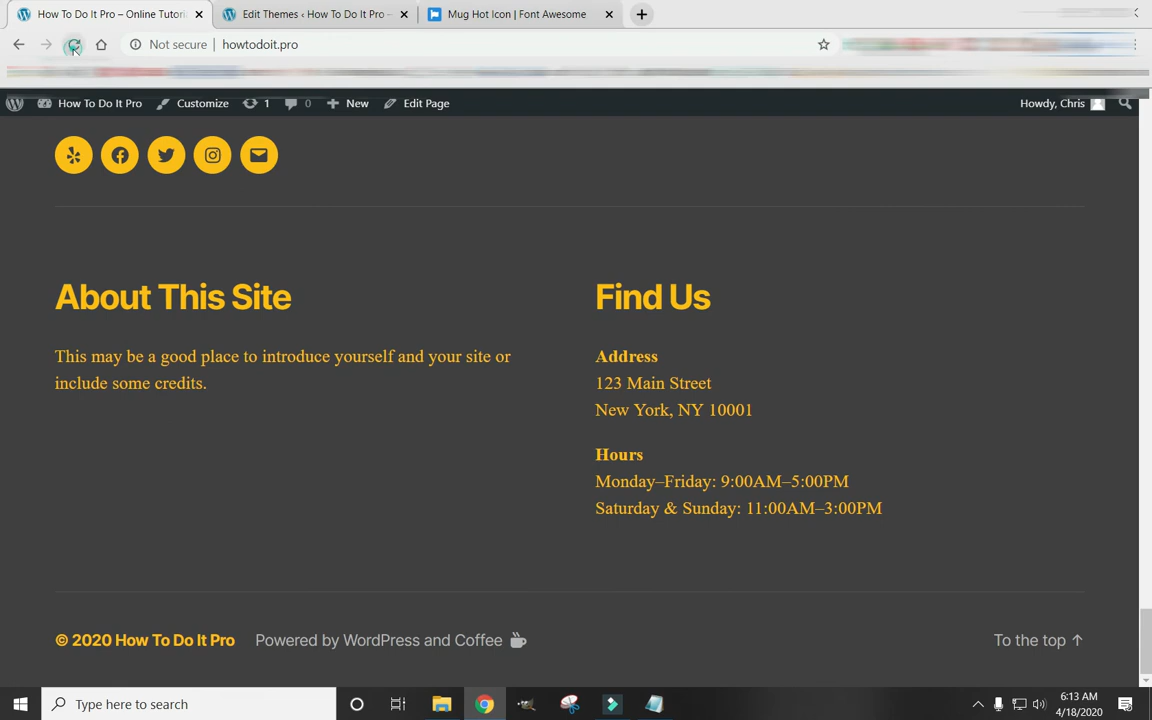 How To Do It Pro – Online Tutori
Edit Themes ‹ How To Do It Pro –
Mug Hot Icon | Font Awesome
Not secure | howtodoit.pro
How To Do It Pro Customize 1 0 New Edit Page Howdy, Chris
About This Site
This may be a good place to introduce yourself and your site or
include some credits.
Find Us
Address
123 Main Street
New York, NY 10001
Hours
Monday–Friday: 9:00AM–5:00PM
Saturday & Sunday: 11:00AM–3:00PM
© 2020 How To Do It Pro Powered by WordPress and Coffee To the top ↑
Type here to search
6:13 AM
4/18/2020